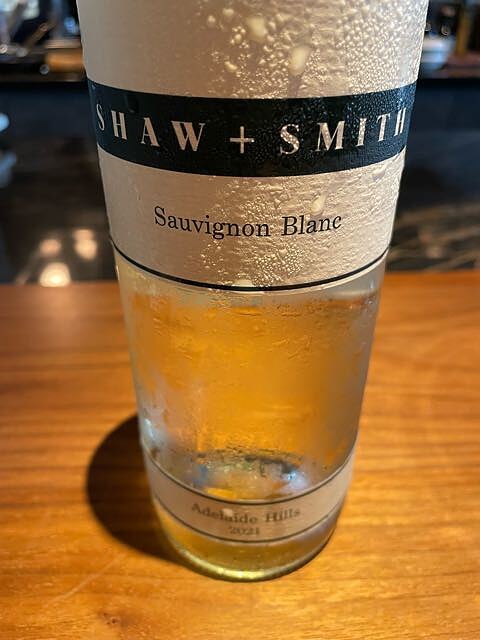 SHAW + SMITH
Sauvignon Blanc
Adelaide Hills
2021